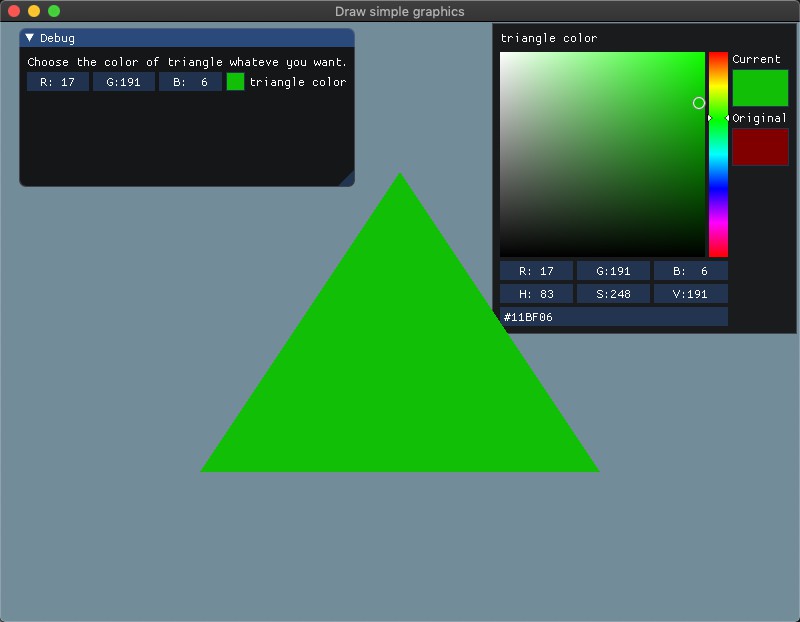 Draw simple graphics
Debug
Choose the color of triangle whateve you want.
R: 17 G:191 B: 6 triangle color
triangle color
Current
Original
R: 17 G:191 B: 6
H: 83 S:248 V:191
#11BF06